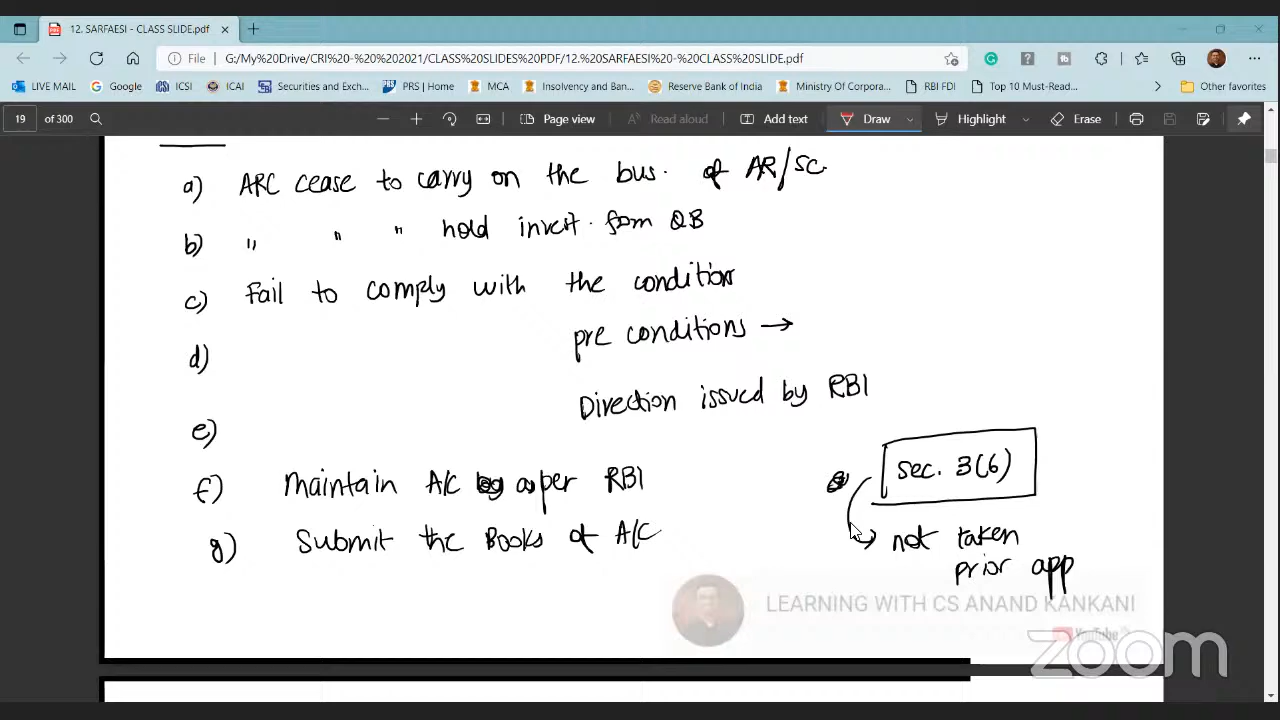 12. SARFAESI - CLASS SLIDE.pdf
File G:/My%20Drive/CRI%20-%20%202021/CLASS%20SLIDES%20PDF/12.%20SARFAESI%20-%20CLASS%20SLIDE.pdf
LIVE MAIL Google ICSI ICAI Securities and Exch... PRS | Home MCA Insolvency and Ban... Reserve Bank of India Ministry Of Corpora... RBI FDI Top 10 Must-Read... Other favorites
19 of 300 Page view Read aloud Add text Draw Highlight Erase
a) ARC cease to carry on the bus. of AR/SC.
b) " " " hold invest. from QB
c) Fail to comply with the conditions
pre conditions →
d)
Direction issued by RBI
e)
sec. 3(6)
f) Maintain A/C as per RBI
g) Submit the Books of A/C
not taken
prior app
LEARNING WITH CS ANAND KANKANI
YouTube
zoom